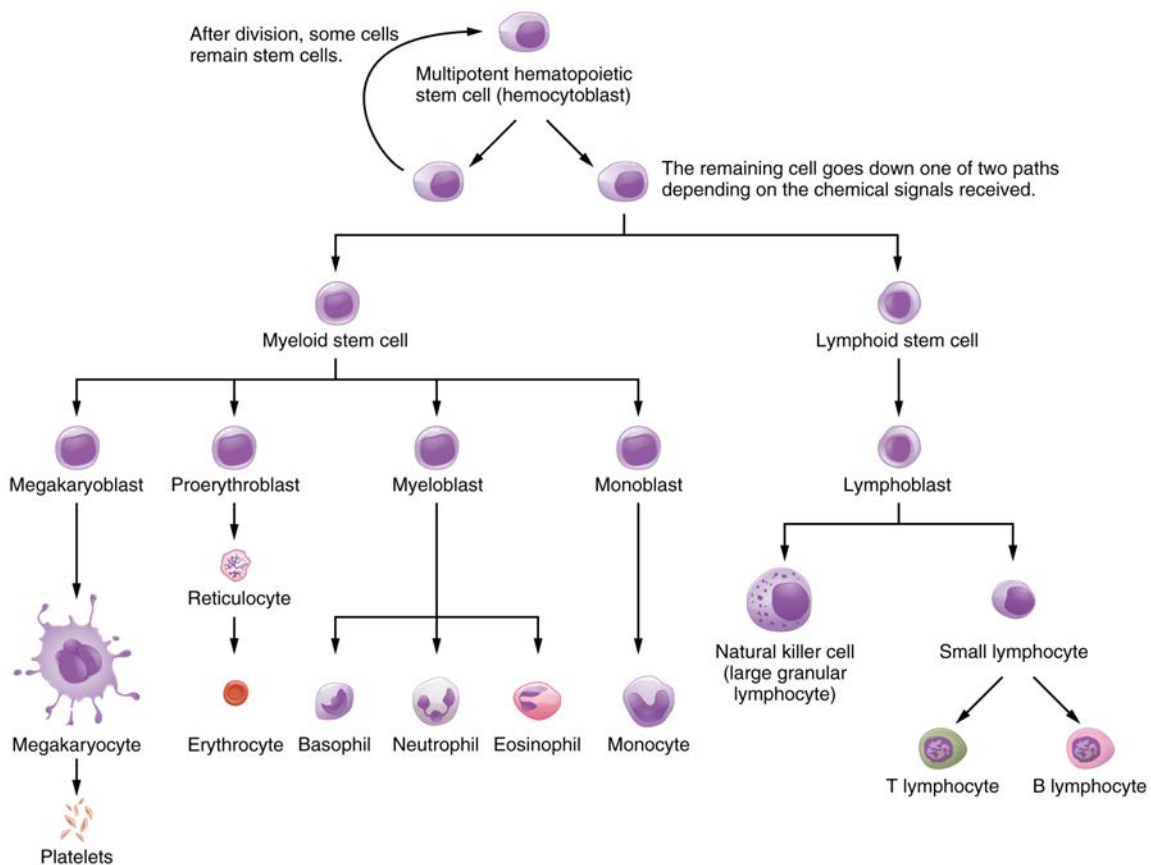 After division, some cells
remain stem cells.
Multipotent hematopoietic
stem cell (hemocytoblast)
The remaining cell goes down one of two paths
depending on the chemical signals received.
Myeloid stem cell
Lymphoid stem cell
Megakaryoblast
Proerythroblast
Myeloblast
Monoblast
Lymphoblast
Reticulocyte
Natural killer cell
(large granular
lymphocyte)
Small lymphocyte
Megakaryocyte
Erythrocyte
Basophil
Neutrophil
Eosinophil
Monocyte
T lymphocyte
B lymphocyte
Platelets